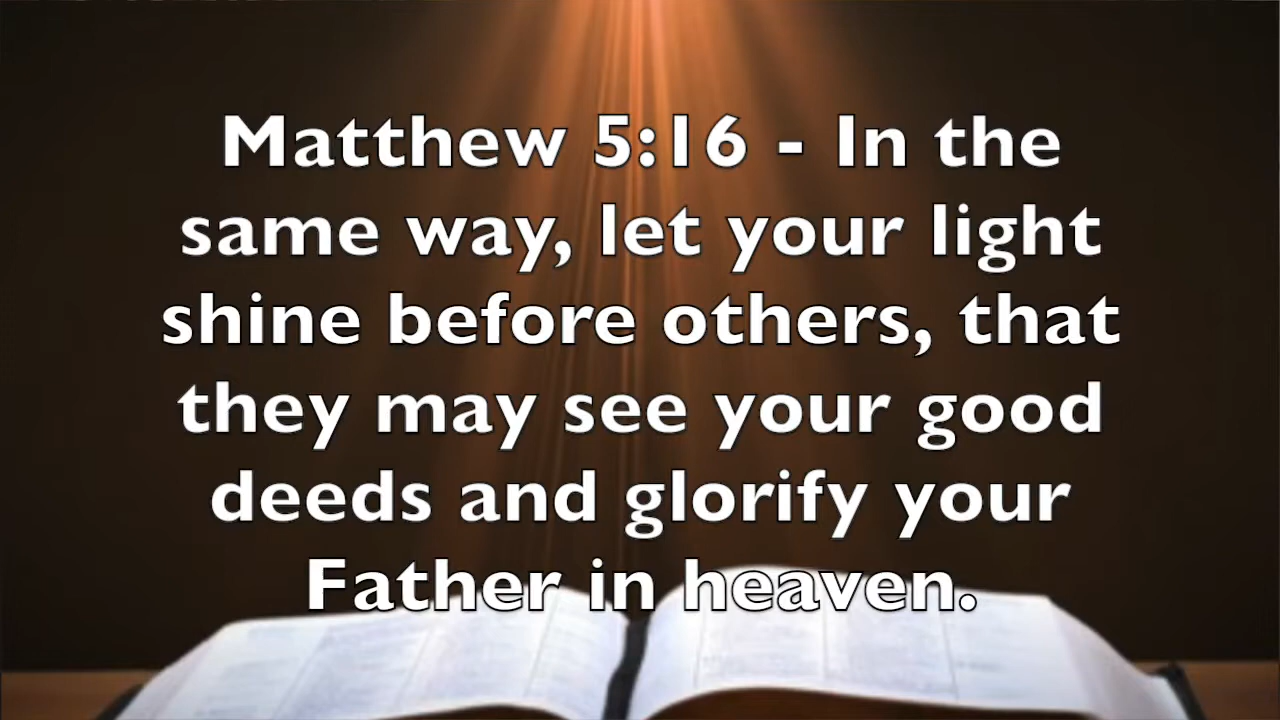 Matthew 5:16 - In the
same way, let your light
shine before others, that
they may see your good
deeds and glorify your
Father in heaven.